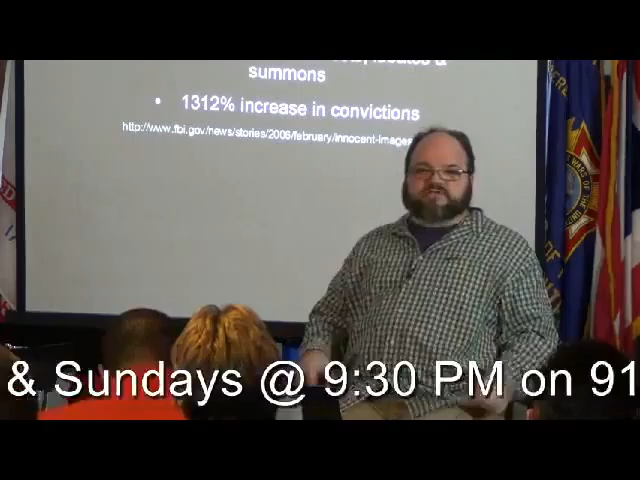 summons
• 1312% increase in convictions
http://www.fbi.gov/news/stories/2006/february/innocent-images
& Sundays @ 9:30 PM on 91